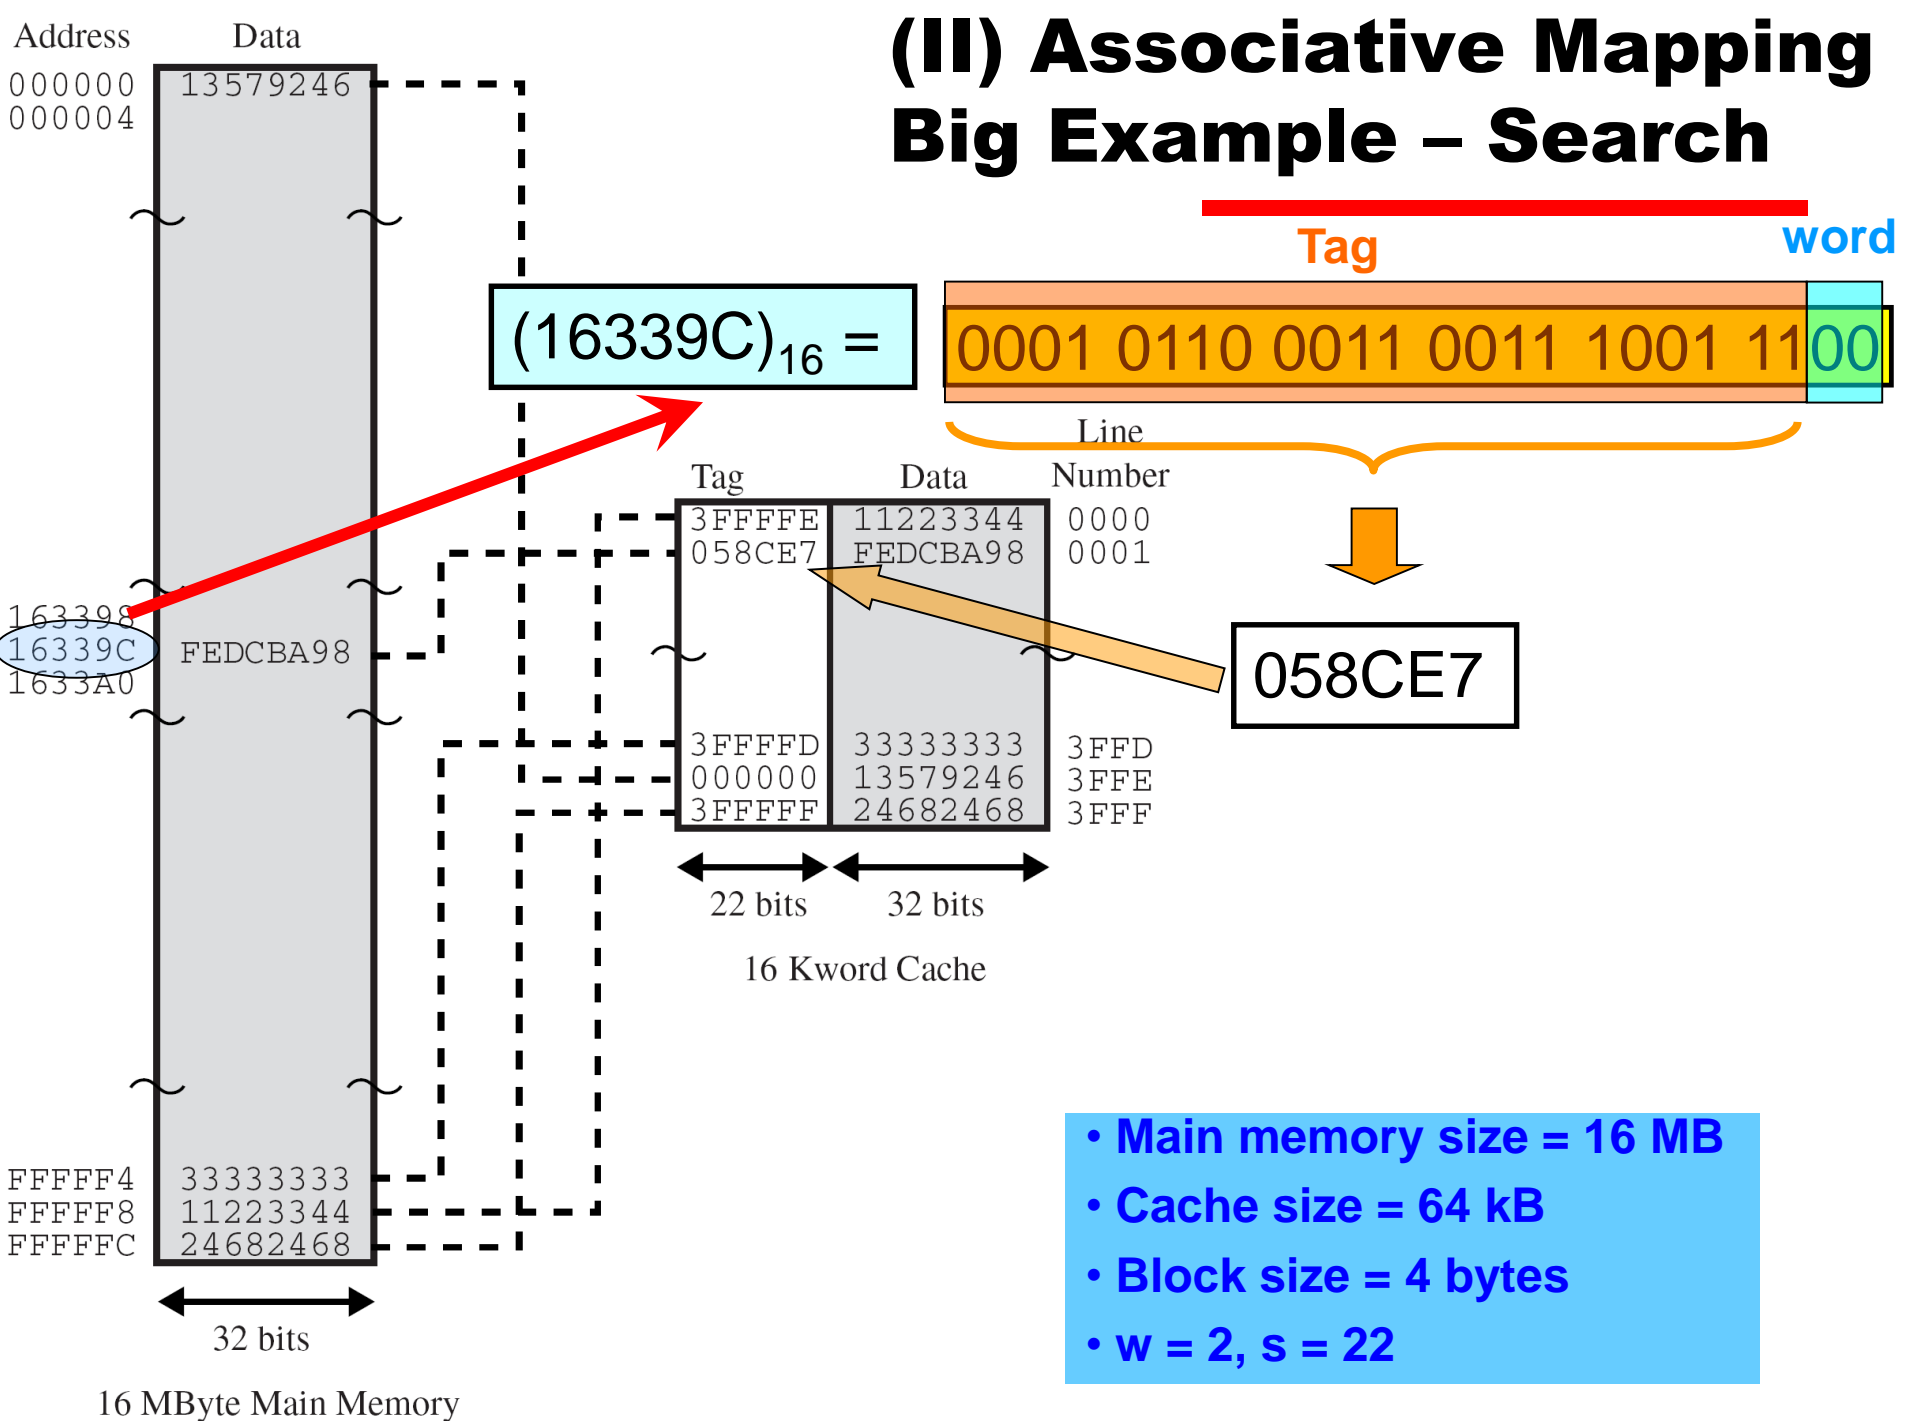 (II) Associative Mapping
Big Example – Search
Address Data
000000 13579246
000004
163398
16339C FEDCBA98
1633A0
FFFFF4 33333333
FFFFF8 11223344
FFFFFC 24682468
32 bits
16 MByte Main Memory
Tag word
(16339C)16 = 0001 0110 0011 0011 1001 1100
Line
Tag Data Number
3FFFFE 11223344 0000
058CE7 FEDCBA98 0001
3FFFFD 33333333 3FFD
000000 13579246 3FFE
3FFFFF 24682468 3FFF
22 bits 32 bits
16 Kword Cache
058CE7
• Main memory size = 16 MB
• Cache size = 64 kB
• Block size = 4 bytes
• w = 2, s = 22